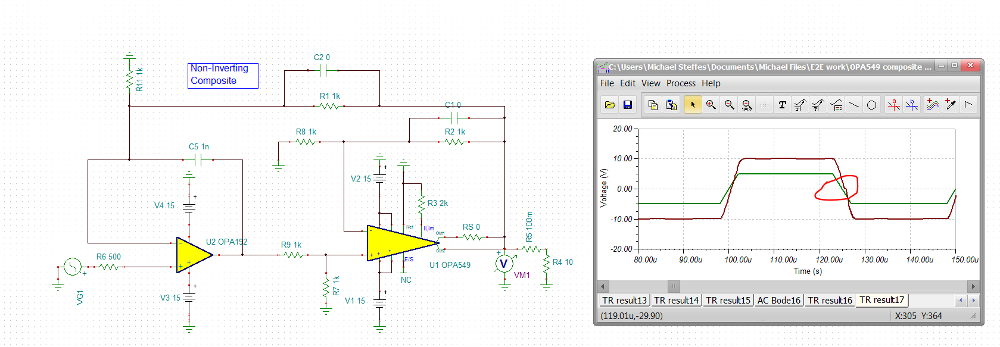 Non-Inverting
Composite
C2 0
R11 1k
R1 1k
C1 0
R8 1k
R2 1k
C5 1n
V4 15
+
V2 15
+
R3 2k
Ref
ILim
Out1
Out2
E/S
NC
RS 0
R5 100m
R4 10
U2 OPA192
R9 1k
U1 OPA549
R6 500
+
VG1
V3 15
+
R7 1k
V1 15
+
+
V
VM1
C:\Users\Michael Steffes\Documents\Michael Files\E2E work\OPA549 composite ...
File Edit View Process Help
100%
T
a
b
20.00
10.00
0.00
-10.00
-20.00
Voltage (V)
80.00u 90.00u 100.00u 110.00u 120.00u 130.00u 140.00u 150.00u
Time (s)
TR result13 TR result14 TR result15 AC Bode16 TR result16 TR result17
(119.01u,-29.90) X:305 Y:364